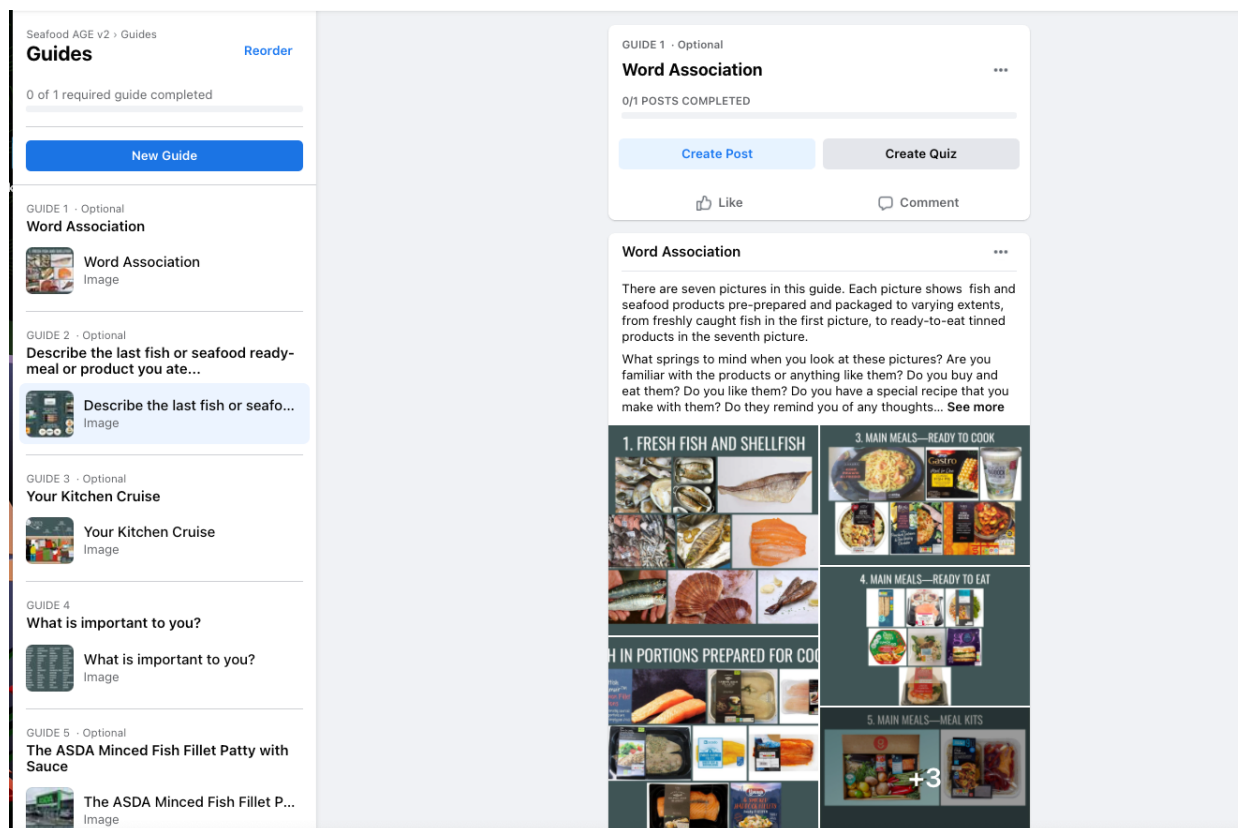 Seafood AGE v2 › Guides
Guides
Reorder
0 of 1 required guide completed
New Guide
GUIDE 1 · Optional
Word Association
Word Association
Image
GUIDE 2 · Optional
Describe the last fish or seafood ready-
meal or product you ate...
Describe the last fish or seafo...
Image
GUIDE 3 · Optional
Your Kitchen Cruise
Your Kitchen Cruise
Image
GUIDE 4
What is important to you?
What is important to you?
Image
GUIDE 5 · Optional
The ASDA Minced Fish Fillet Patty with
Sauce
The ASDA Minced Fish Fillet P...
Image
GUIDE 1 · Optional
Word Association
0/1 POSTS COMPLETED
Create Post
Create Quiz
Like
Comment
Word Association
There are seven pictures in this guide. Each picture shows  fish and
seafood products pre-prepared and packaged to varying extents,
from freshly caught fish in the first picture, to ready-to-eat tinned
products in the seventh picture.
What springs to mind when you look at these pictures? Are you
familiar with the products or anything like them? Do you buy and
eat them? Do you like them? Do you have a special recipe that you
make with them? Do they remind you of any thoughts... See more
1. FRESH FISH AND SHELLFISH
3. MAIN MEALS—READY TO COOK
Gastro
4. MAIN MEALS—READY TO EAT
H IN PORTIONS PREPARED FOR COO
5. MAIN MEALS—MEAL KITS
+3